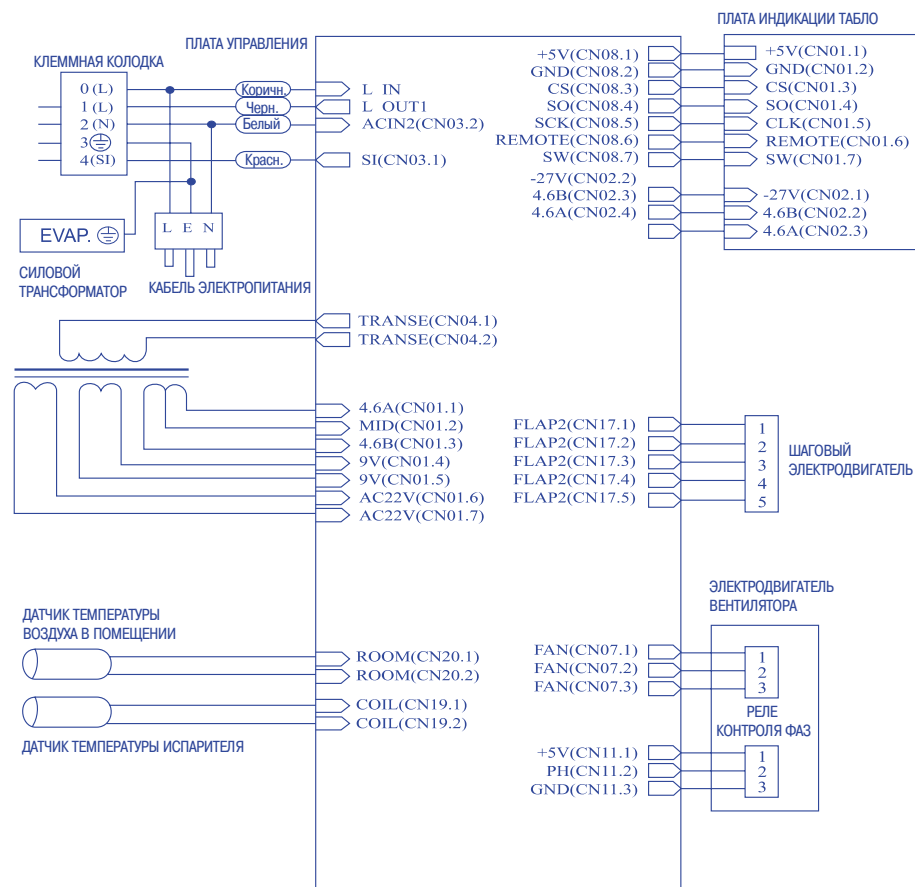 ПЛАТА ИНДИКАЦИИ ТАБЛО
ПЛАТА УПРАВЛЕНИЯ
КЛЕММНАЯ КОЛОДКА
0 (L)
1 (L)
2 (N)
3
4 (SI)
Коричн.
Черн.
Белый
Красн.
L IN
L OUT1
ACIN2(CN03.2)
SI(CN03.1)
EVAP.
L E N
СИЛОВОЙ
ТРАНСФОРМАТОР
КАБЕЛЬ ЭЛЕКТРОПИТАНИЯ
+5V(CN08.1)
GND(CN08.2)
CS(CN08.3)
SO(CN08.4)
SCK(CN08.5)
REMOTE(CN08.6)
SW(CN08.7)
-27V(CN02.2)
4.6B(CN02.3)
4.6A(CN02.4)
+5V(CN01.1)
GND(CN01.2)
CS(CN01.3)
SO(CN01.4)
CLK(CN01.5)
REMOTE(CN01.6)
SW(CN01.7)
-27V(CN02.1)
4.6B(CN02.2)
4.6A(CN02.3)
TRANSE(CN04.1)
TRANSE(CN04.2)
4.6A(CN01.1)
MID(CN01.2)
4.6B(CN01.3)
9V(CN01.4)
9V(CN01.5)
AC22V(CN01.6)
AC22V(CN01.7)
FLAP2(CN17.1)
FLAP2(CN17.2)
FLAP2(CN17.3)
FLAP2(CN17.4)
FLAP2(CN17.5)
1
2
3
4
5
ШАГОВЫЙ
ЭЛЕКТРОДВИГАТЕЛЬ
ДАТЧИК ТЕМПЕРАТУРЫ
ВОЗДУХА В ПОМЕЩЕНИИ
ROOM(CN20.1)
ROOM(CN20.2)
COIL(CN19.1)
COIL(CN19.2)
ДАТЧИК ТЕМПЕРАТУРЫ ИСПАРИТЕЛЯ
ЭЛЕКТРОДВИГАТЕЛЬ
ВЕНТИЛЯТОРА
FAN(CN07.1)
FAN(CN07.2)
FAN(CN07.3)
1
2
3
РЕЛЕ
КОНТРОЛЯ ФАЗ
+5V(CN11.1)
PH(CN11.2)
GND(CN11.3)
1
2
3